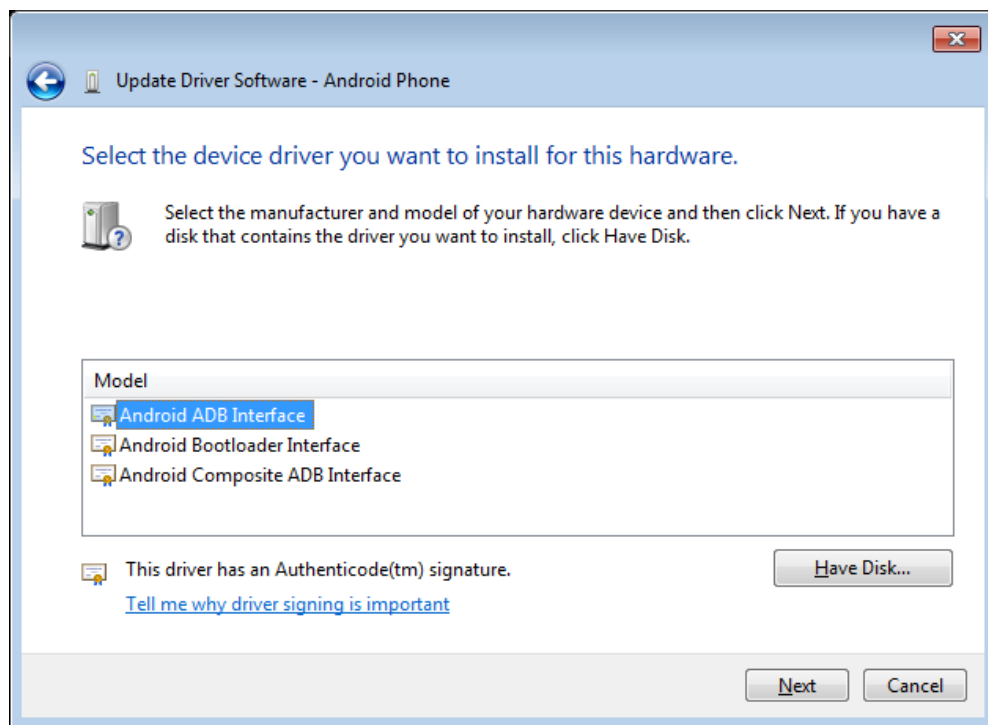 Update Driver Software - Android Phone
Select the device driver you want to install for this hardware.
Select the manufacturer and model of your hardware device and then click Next. If you have a
disk that contains the driver you want to install, click Have Disk.
Model
Android ADB Interface
Android Bootloader Interface
Android Composite ADB Interface
This driver has an Authenticode(tm) signature.
Have Disk...
Tell me why driver signing is important
Next
Cancel